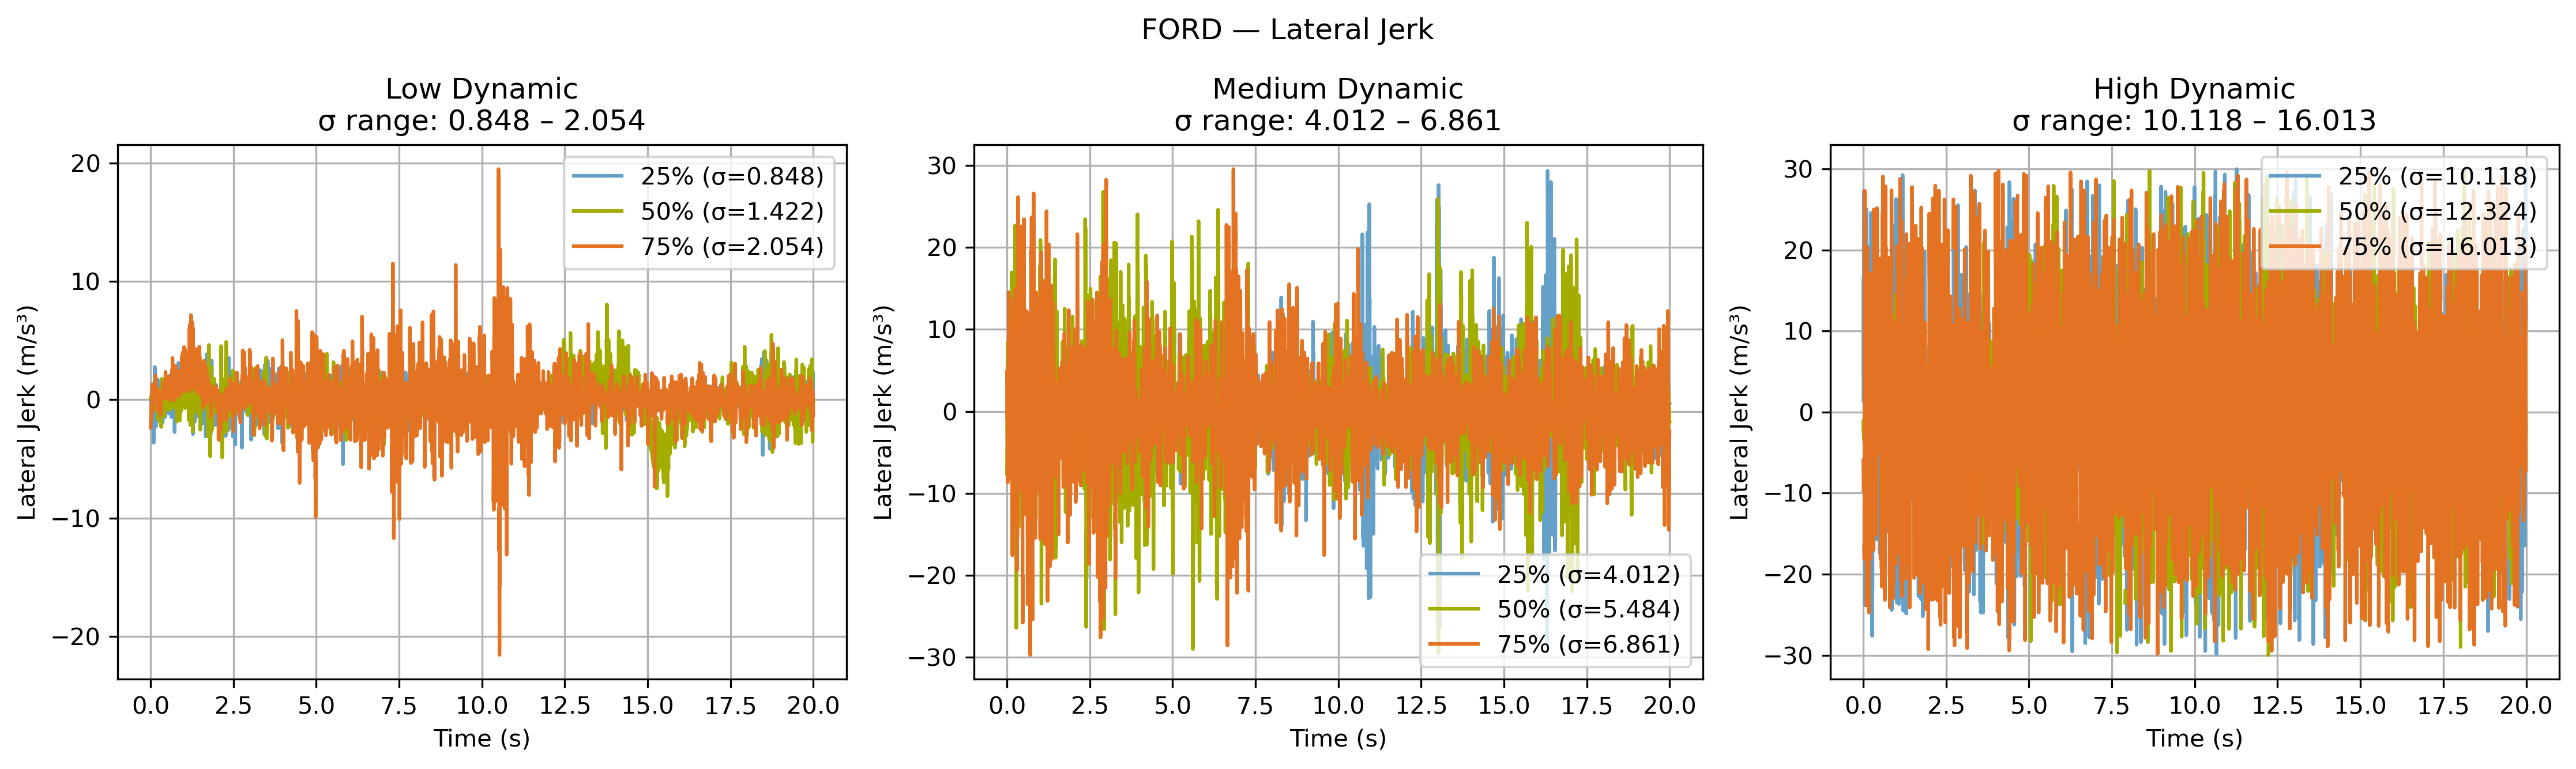 FORD — Lateral Jerk
Low Dynamic
σ range: 0.848 – 2.054
Lateral Jerk (m/s³)
20
10
0
−10
−20
25% (σ=0.848)
50% (σ=1.422)
75% (σ=2.054)
0.0 2.5 5.0 7.5 10.0 12.5 15.0 17.5 20.0
Time (s)
Medium Dynamic
σ range: 4.012 – 6.861
Lateral Jerk (m/s³)
30
20
10
0
−10
−20
−30
25% (σ=4.012)
50% (σ=5.484)
75% (σ=6.861)
0.0 2.5 5.0 7.5 10.0 12.5 15.0 17.5 20.0
Time (s)
High Dynamic
σ range: 10.118 – 16.013
Lateral Jerk (m/s³)
30
20
10
0
−10
−20
−30
25% (σ=10.118)
50% (σ=12.324)
75% (σ=16.013)
0.0 2.5 5.0 7.5 10.0 12.5 15.0 17.5 20.0
Time (s)